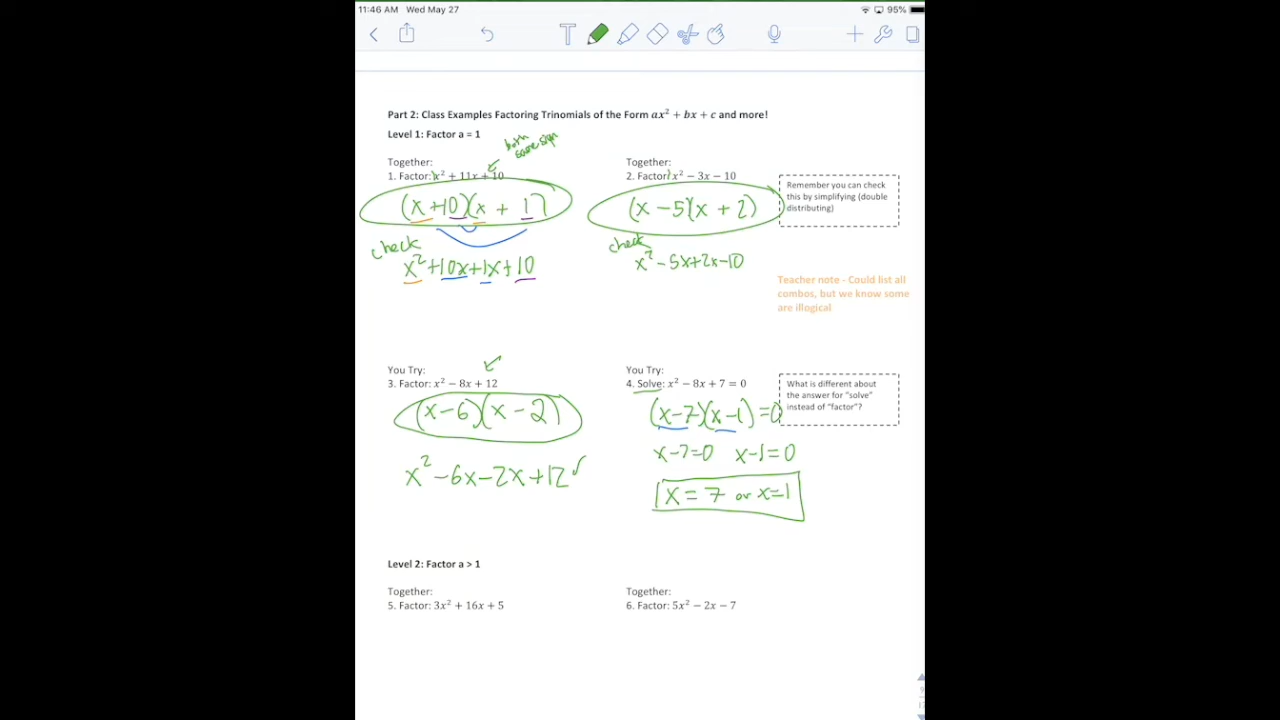 11:46 AM Wed May 27
95%
T
Part 2: Class Examples Factoring Trinomials of the Form ax² + bx + c and more!
Level 1: Factor a = 1
both
same sign
Together:
1. Factor: x² + 11x + 10
(x +10)(x + 1)
check
x² +10x+1x+10
Together:
2. Factor: x² − 3x − 10
(x −5)(x + 2)
check
x² −5x+2x−10
Remember you can check
this by simplifying (double
distributing)
Teacher note - Could list all
combos, but we know some
are illogical
You Try:
3. Factor: x² − 8x + 12
(x−6)(x − 2)
x² −6x−2x+12✓
You Try:
4. Solve: x² − 8x + 7 = 0
(x−7)(x−1)=0
x−7=0 x−1=0
x = 7 or x=1
What is different about
the answer for "solve"
instead of "factor"?
Level 2: Factor a > 1
Together:
5. Factor: 3x² + 16x + 5
Together:
6. Factor: 5x² − 2x − 7